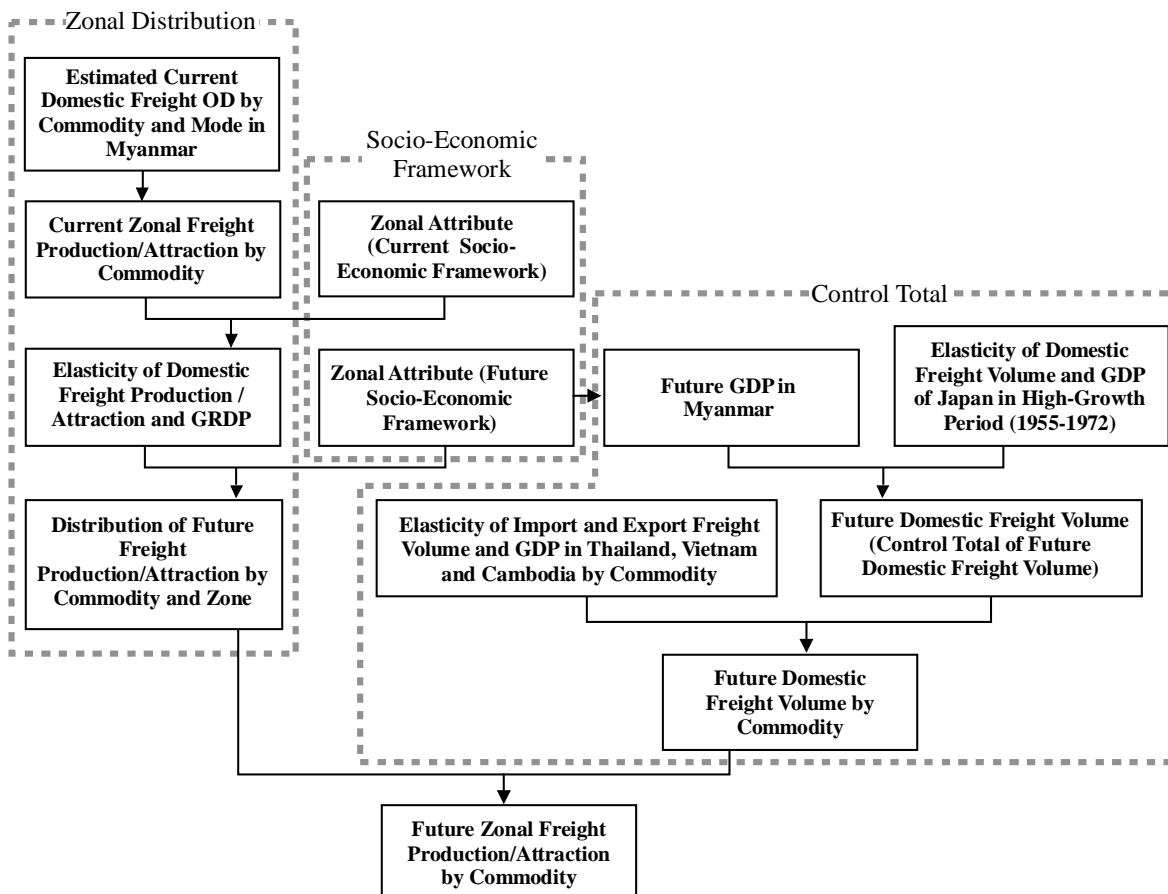 Zonal Distribution
Estimated Current
Domestic Freight OD by
Commodity and Mode in
Myanmar
Socio-Economic
Framework
Current Zonal Freight
Production/Attraction by
Commodity
Zonal Attribute
(Current Socio-
Economic Framework)
Control Total
Elasticity of Domestic
Freight Production /
Attraction and GRDP
Zonal Attribute (Future
Socio-Economic
Framework)
Future GDP in
Myanmar
Elasticity of Domestic
Freight Volume and GDP
of Japan in High-Growth
Period (1955-1972)
Distribution of Future
Freight
Production/Attraction by
Commodity and Zone
Elasticity of Import and Export Freight
Volume and GDP in Thailand, Vietnam
and Cambodia by Commodity
Future Domestic Freight Volume
(Control Total of Future
Domestic Freight Volume)
Future Domestic
Freight Volume by
Commodity
Future Zonal Freight
Production/Attraction
by Commodity